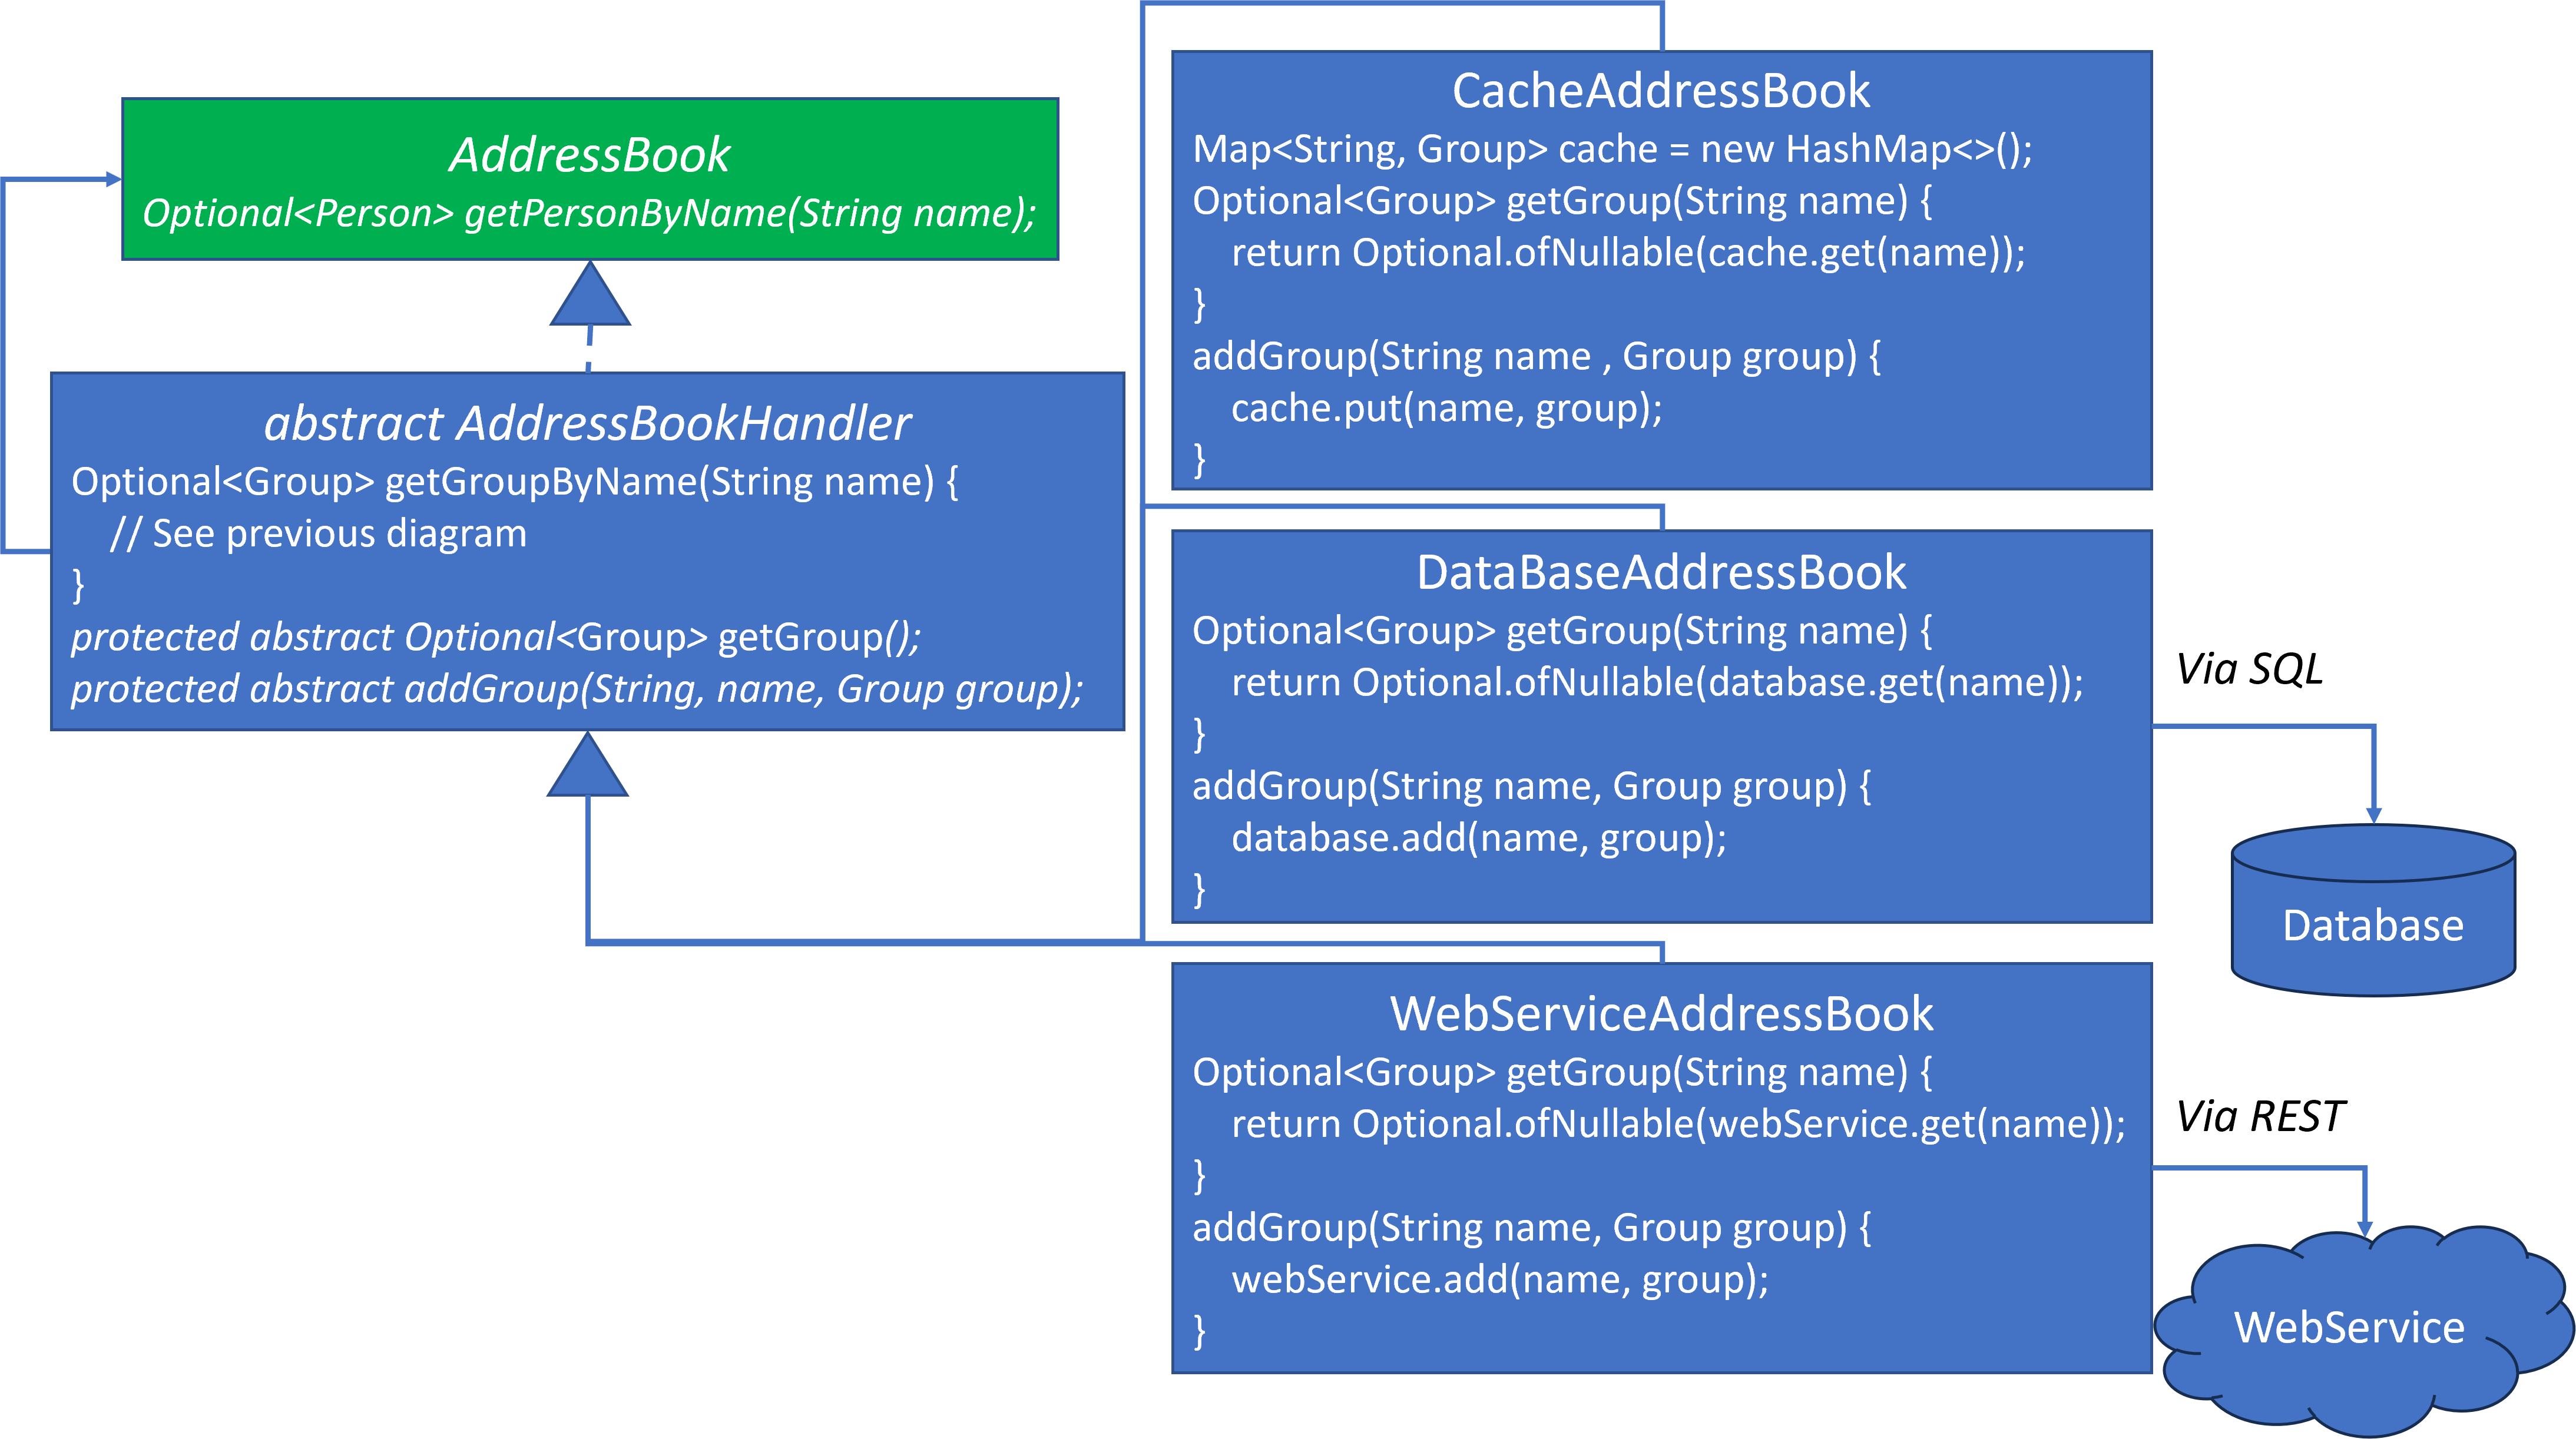 AddressBook
Optional<Person> getPersonByName(String name);
abstract AddressBookHandler
Optional<Group> getGroupByName(String name) {
// See previous diagram
}
protected abstract Optional<Group> getGroup();
protected abstract addGroup(String, name, Group group);
CacheAddressBook
Map<String, Group> cache = new HashMap<>();
Optional<Group> getGroup(String name) {
return Optional.ofNullable(cache.get(name));
}
addGroup(String name , Group group) {
cache.put(name, group);
}
DataBaseAddressBook
Optional<Group> getGroup(String name) {
return Optional.ofNullable(database.get(name));
}
addGroup(String name, Group group) {
database.add(name, group);
}
Via SQL
Database
WebServiceAddressBook
Optional<Group> getGroup(String name) {
return Optional.ofNullable(webService.get(name));
}
addGroup(String name, Group group) {
webService.add(name, group);
}
Via REST
WebService